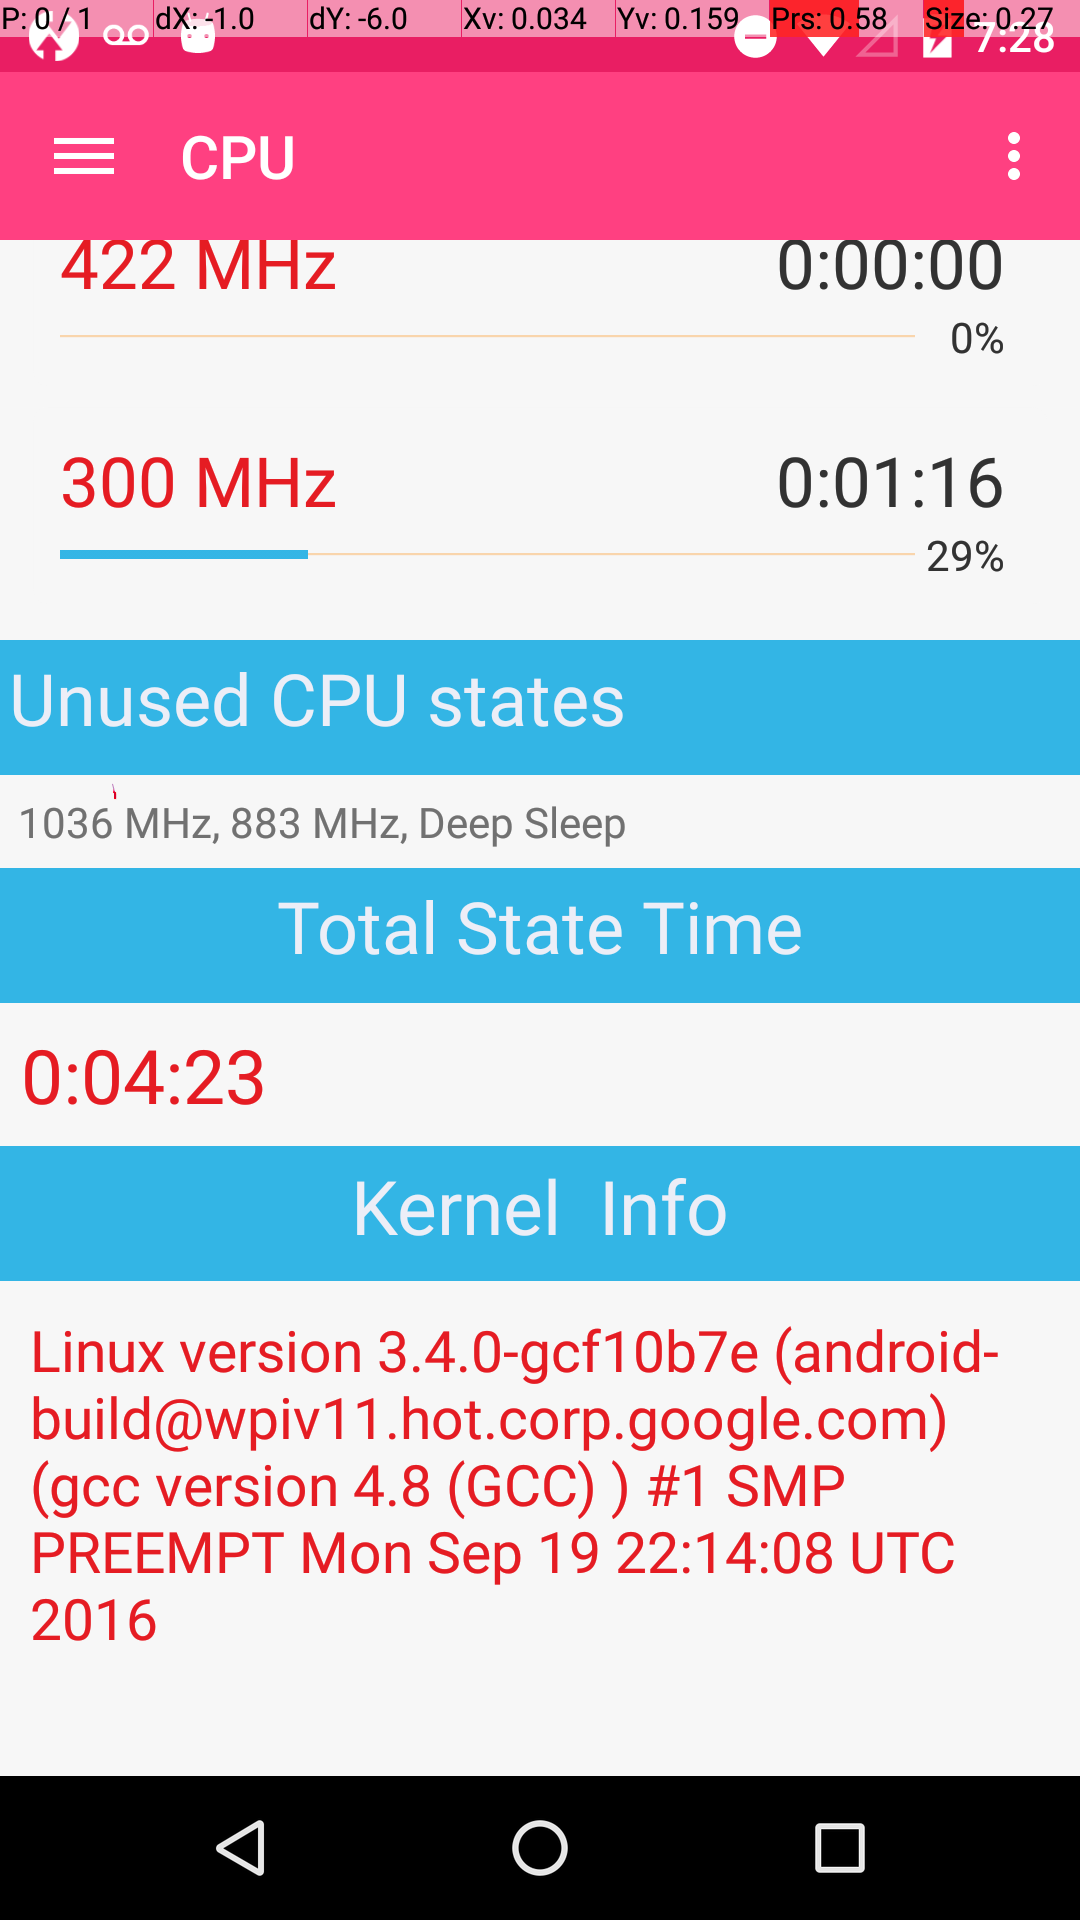 P: 0 / 1 dX: -1.0 dY: -6.0 Xv: 0.034 Yv: 0.159 Prs: 0.58 Size: 0.27
7:28
CPU
422 MHz 0:00:00
0%
300 MHz 0:01:16
29%
Unused CPU states
1036 MHz, 883 MHz, Deep Sleep
Total State Time
0:04:23
Kernel Info
Linux version 3.4.0-gcf10b7e (android-
build@wpiv11.hot.corp.google.com)
(gcc version 4.8 (GCC) ) #1 SMP
PREEMPT Mon Sep 19 22:14:08 UTC
2016